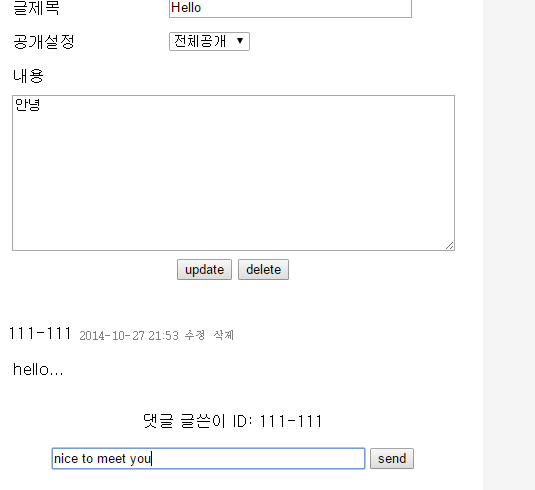 글제목 Hello
공개설정 전체공개 ▼
내용
안녕
update delete
111-111 2014-10-27 21:53 수정 삭제
hello...
댓글 글쓴이 ID: 111-111
nice to meet you send